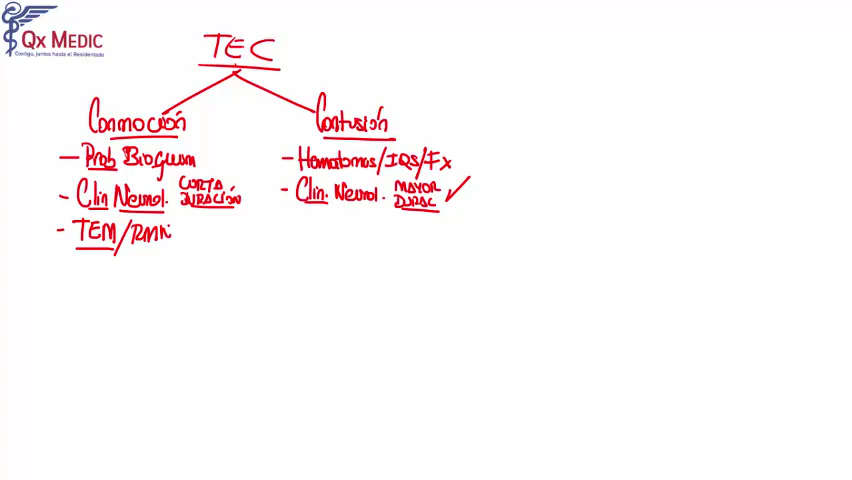 Qx MEDIC
Contigo, juntos hasta el Residentado
TEC
Conmoción
- Prob Bioquim
- Clin Neurol. CORTA DURACIÓN
- TEM/RMN
Contusión
- Hematomas/IQS/Fx
- Clin. Neurol. MAYOR DURAC